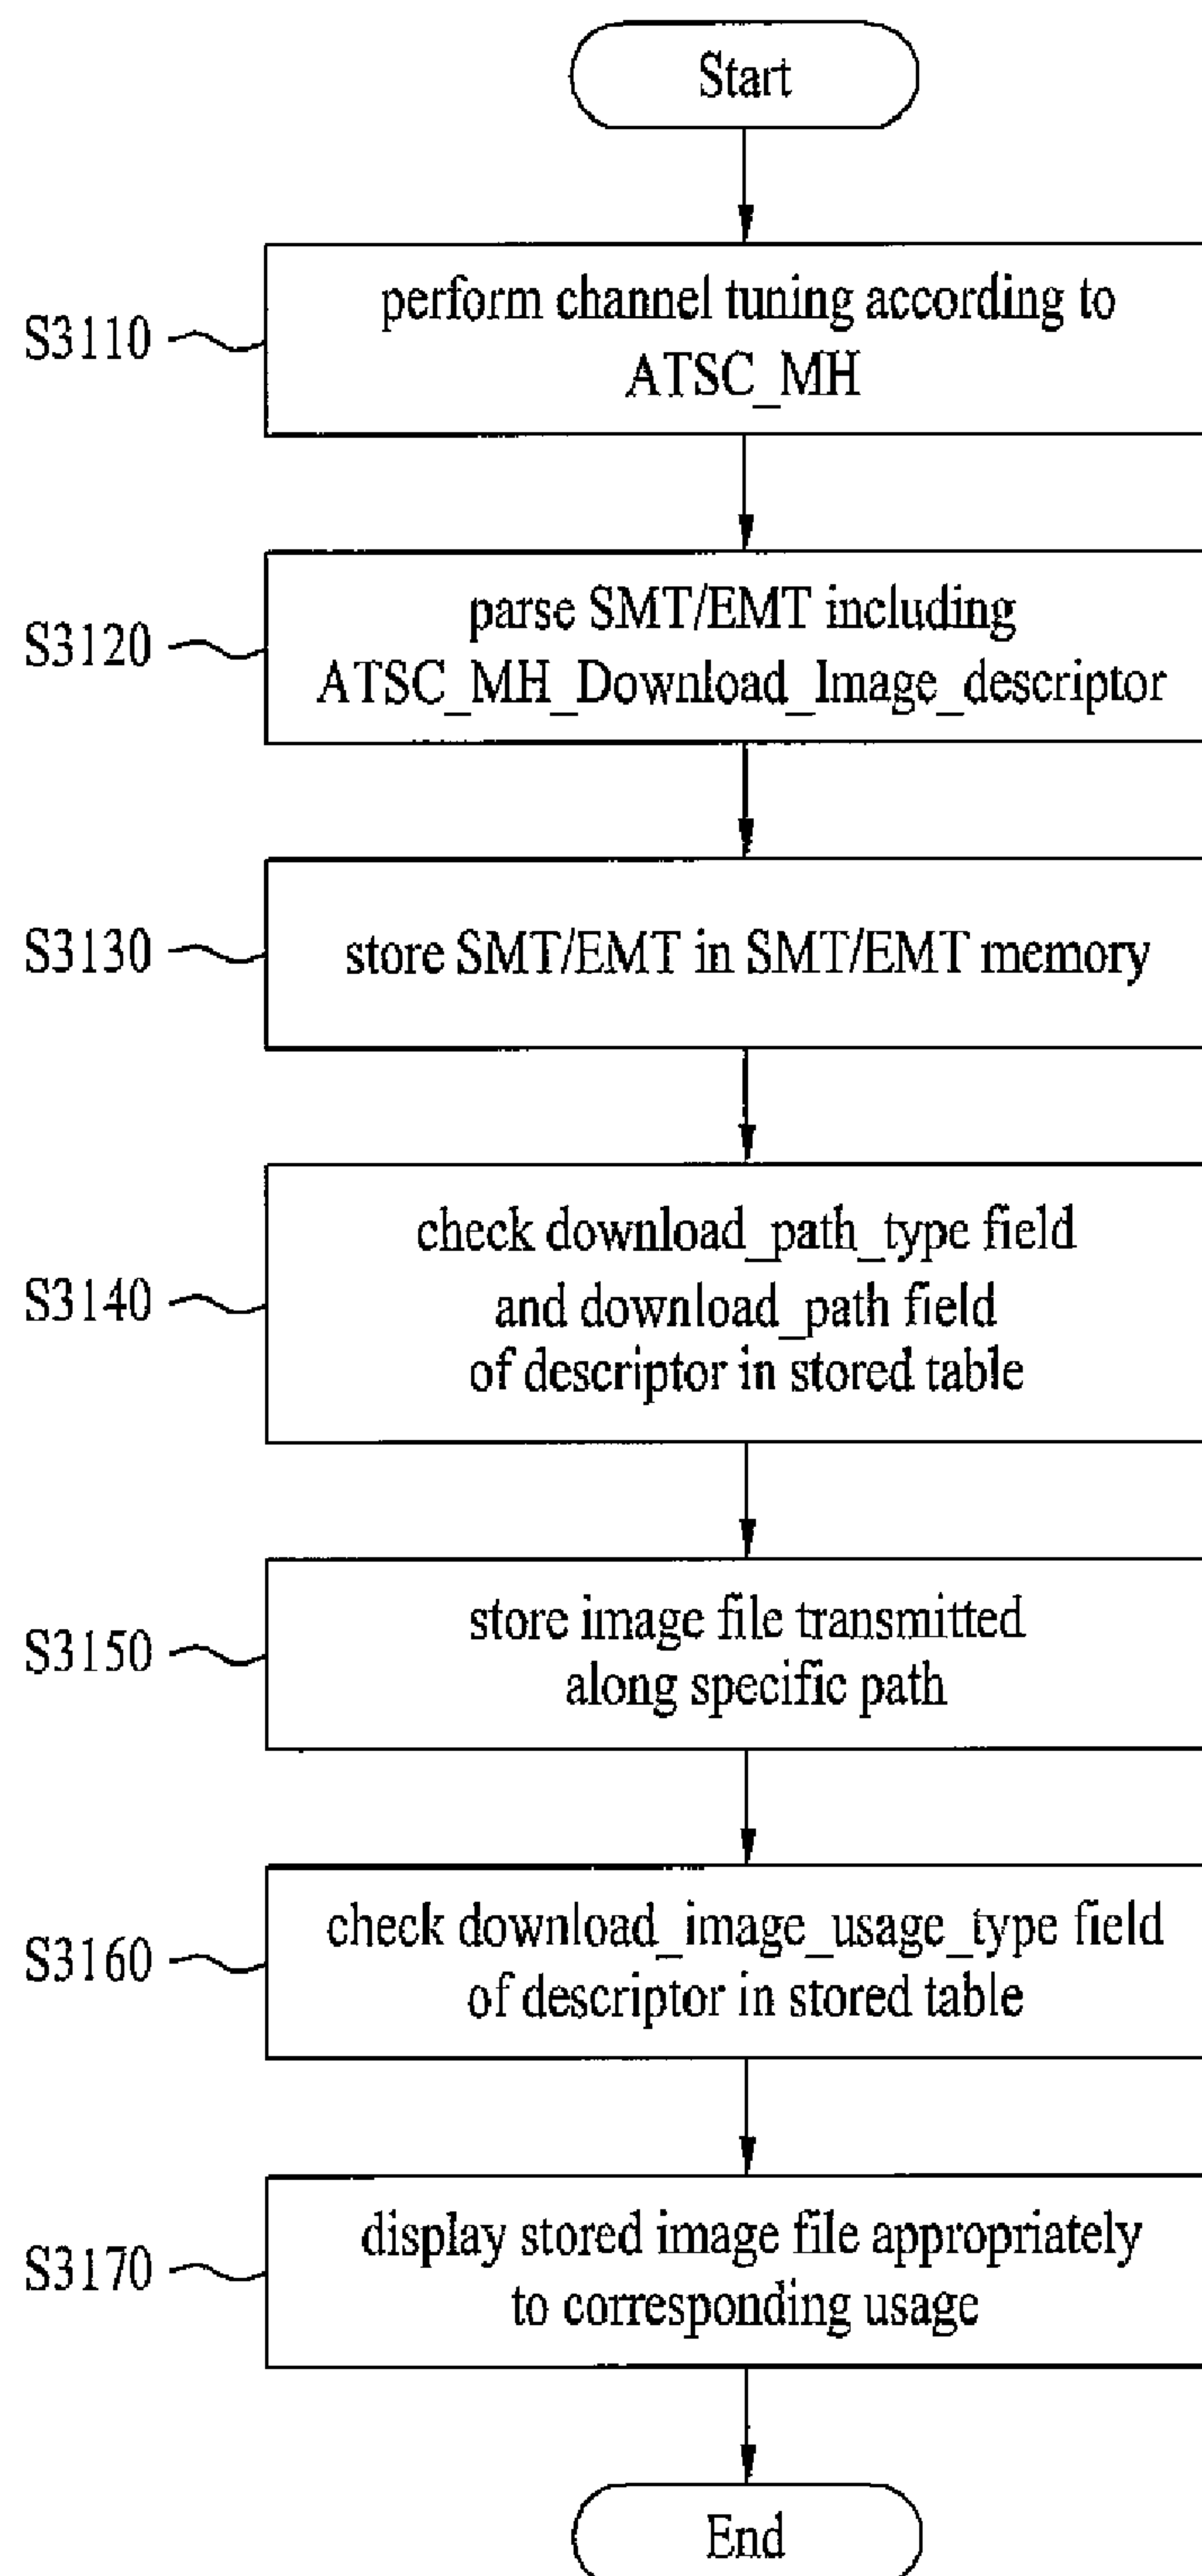 Start
S3110
perform channel tuning according to
ATSC_MH
S3120
parse SMT/EMT including
ATSC_MH_Download_Image_descriptor
S3130
store SMT/EMT in SMT/EMT memory
S3140
check download_path_type field
and download_path field
of descriptor in stored table
S3150
store image file transmitted
along specific path
S3160
check download_image_usage_type field
of descriptor in stored table
S3170
display stored image file appropriately
to corresponding usage
End